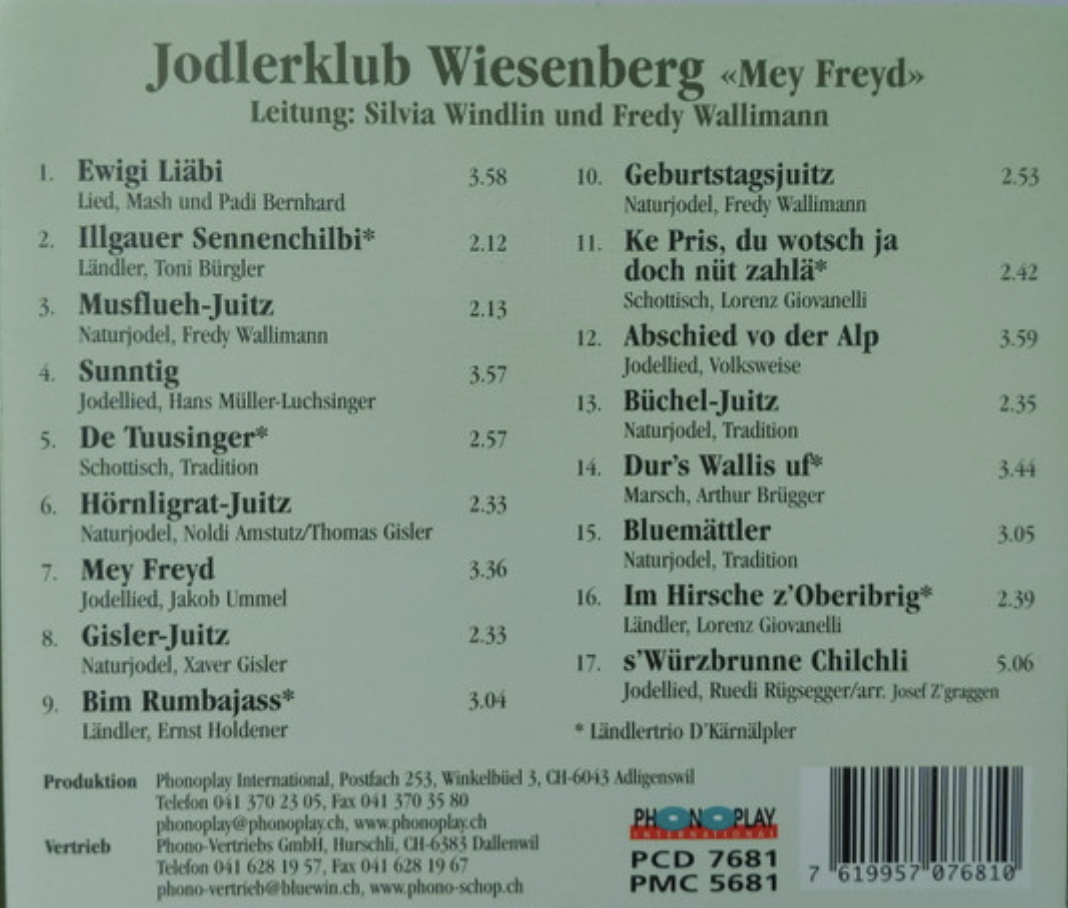 Jodlerklub Wiesenberg «Mey Freyd»
Leitung: Silvia Windlin und Fredy Wallimann
1. Ewigi Liäbi 3.58
Lied, Mash und Padi Bernhard
2. Illgauer Sennenchilbi* 2.12
Ländler, Toni Bürgler
3. Musflueh-Juitz 2.13
Naturjodel, Fredy Wallimann
4. Sunntig 3.57
Jodellied, Hans Müller-Luchsinger
5. De Tuusinger* 2.57
Schottisch, Tradition
6. Hörnligrat-Juitz 2.33
Naturjodel, Noldi Amstutz/Thomas Gisler
7. Mey Freyd 3.36
Jodellied, Jakob Ummel
8. Gisler-Juitz 2.33
Naturjodel, Xaver Gisler
9. Bim Rumbajass* 3.04
Ländler, Ernst Holdener
10. Geburtstagsjuitz 2.53
Naturjodel, Fredy Wallimann
11. Ke Pris, du wotsch ja
doch nüt zahlä* 2.42
Schottisch, Lorenz Giovanelli
12. Abschied vo der Alp 3.59
Jodellied, Volksweise
13. Büchel-Juitz 2.35
Naturjodel, Tradition
14. Dur's Wallis uf* 3.44
Marsch, Arthur Brügger
15. Bluemättler 3.05
Naturjodel, Tradition
16. Im Hirsche z'Oberibrig* 2.39
Ländler, Lorenz Giovanelli
17. s'Würzbrunne Chilchli 5.06
Jodellied, Ruedi Rügsegger/arr. Josef Z'graggen
* Ländlertrio D'Kärnälpler
Produktion Phonoplay International, Postfach 253, Winkelbüel 3, CH-6043 Adligenswil
Telefon 041 370 23 05, Fax 041 370 35 80
phonoplay@phonoplay.ch, www.phonoplay.ch
Vertrieb Phono-Vertriebs GmbH, Hurschli, CH-6383 Dallenwil
Telefon 041 628 19 57, Fax 041 628 19 67
phono-vertrieb@bluewin.ch, www.phono-schop.ch
PHONOPLAY
INTERNATIONAL
PCD 7681
PMC 5681
7 619957 076810